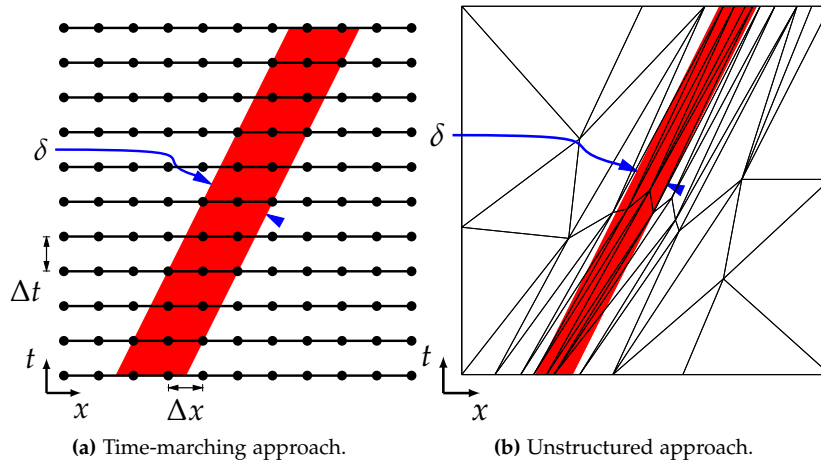 δ
δ
Δt
t
t
x
Δx
x
(a) Time-marching approach.
(b) Unstructured approach.